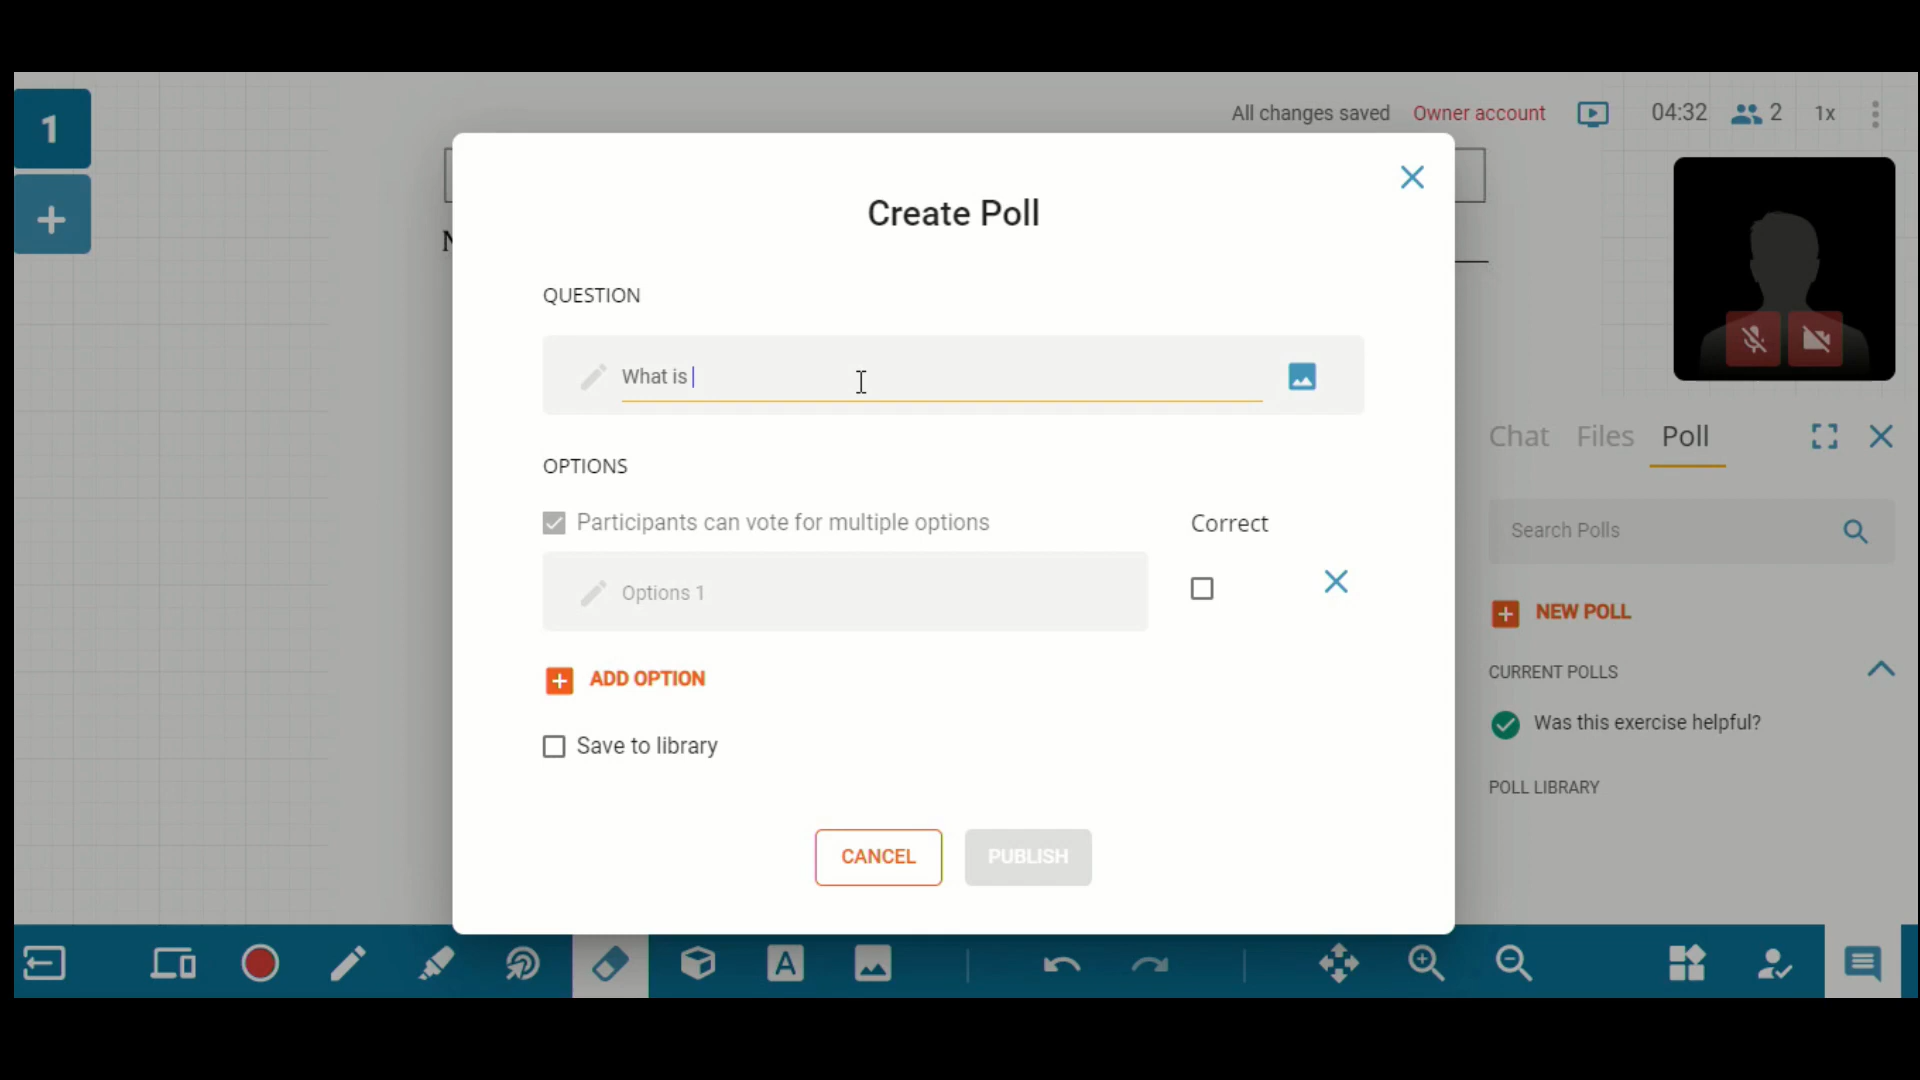 1
All changes saved Owner account 04:32 2 1x
Create Poll
QUESTION
What is
OPTIONS
Participants can vote for multiple options Correct
Options 1
ADD OPTION
Save to library
CANCEL PUBLISH
N
Chat Files Poll
Search Polls
NEW POLL
CURRENT POLLS
Was this exercise helpful?
POLL LIBRARY
A